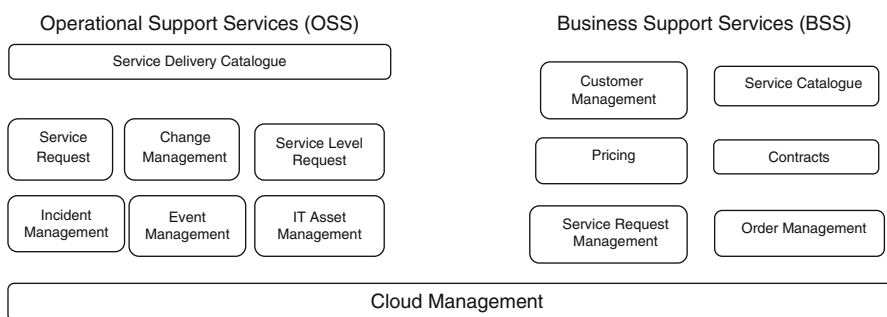 Operational Support Services (OSS)
Business Support Services (BSS)
Service Delivery Catalogue
Customer
Management
Service Catalogue
Service
Request
Change
Management
Service Level
Request
Pricing
Contracts
Incident
Management
Event
Management
IT Asset
Management
Service Request
Management
Order Management
Cloud Management